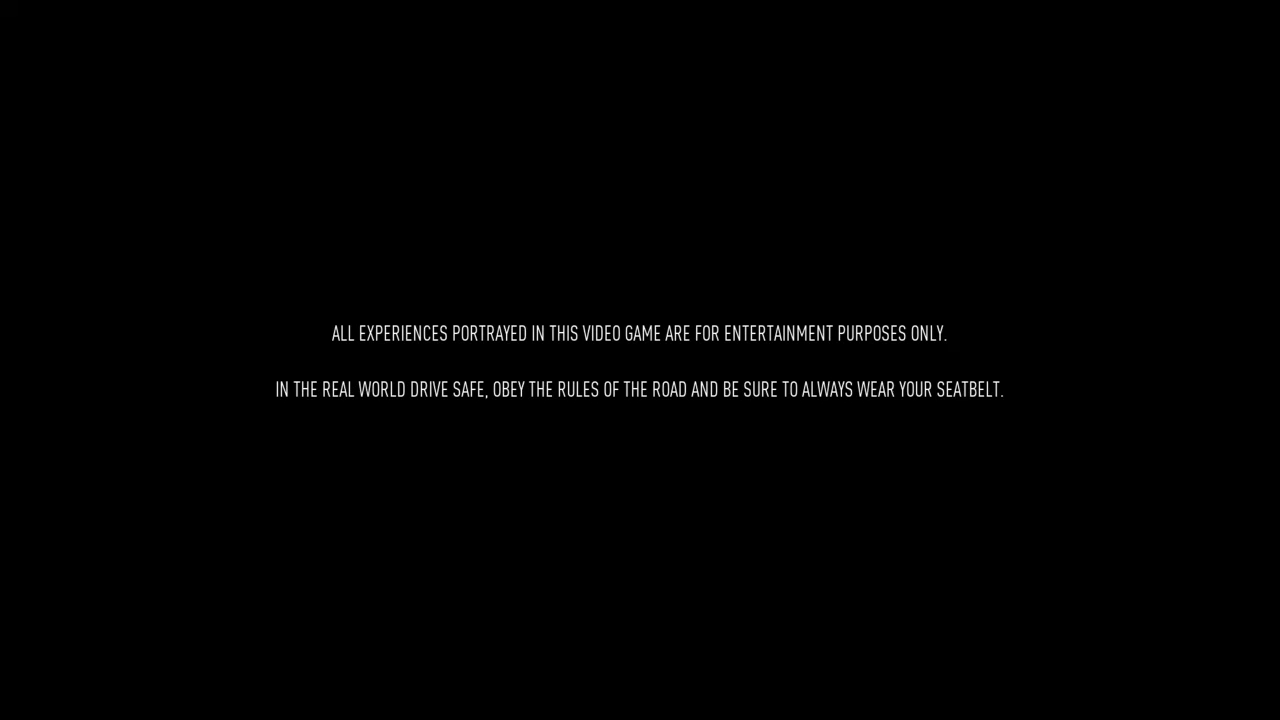 ALL EXPERIENCES PORTRAYED IN THIS VIDEO GAME ARE FOR ENTERTAINMENT PURPOSES ONLY.
IN THE REAL WORLD DRIVE SAFE, OBEY THE RULES OF THE ROAD AND BE SURE TO ALWAYS WEAR YOUR SEATBELT.